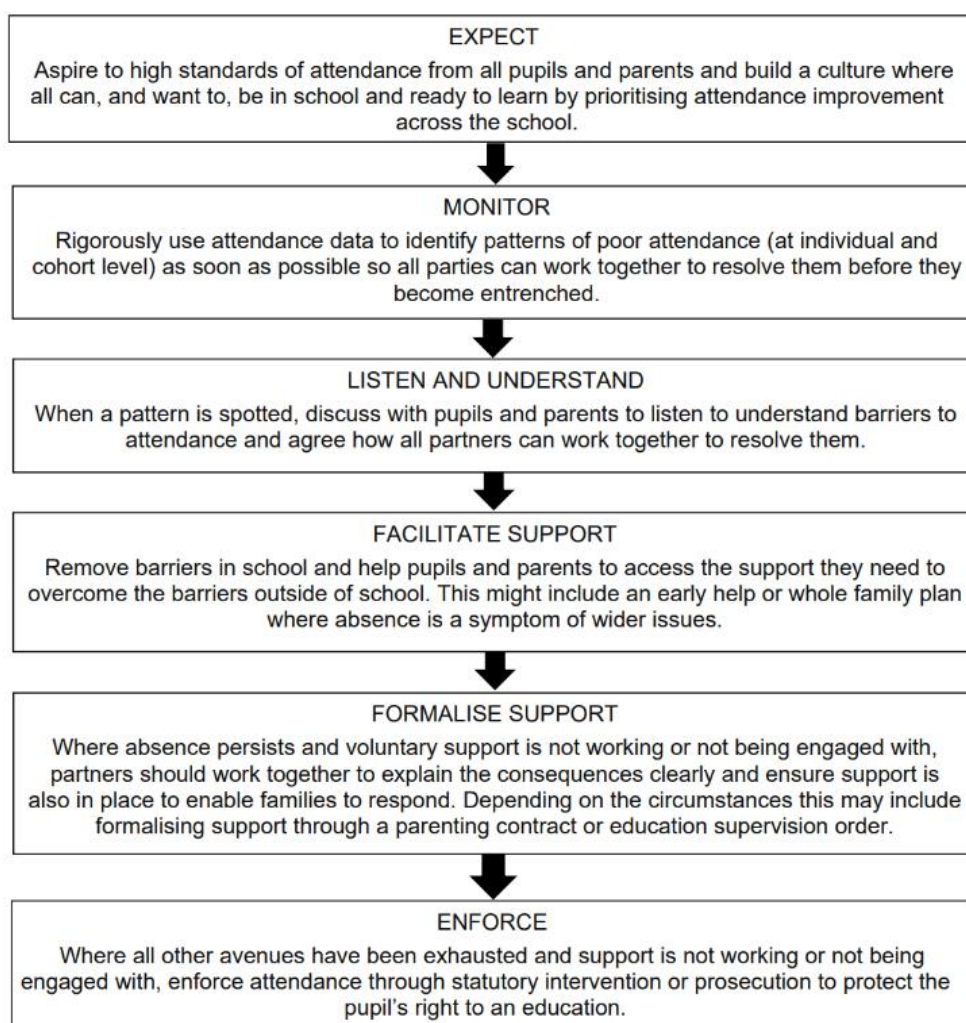 EXPECT
Aspire to high standards of attendance from all pupils and parents and build a culture where
all can, and want to, be in school and ready to learn by prioritising attendance improvement
across the school.
MONITOR
Rigorously use attendance data to identify patterns of poor attendance (at individual and
cohort level) as soon as possible so all parties can work together to resolve them before they
become entrenched.
LISTEN AND UNDERSTAND
When a pattern is spotted, discuss with pupils and parents to listen to understand barriers to
attendance and agree how all partners can work together to resolve them.
FACILITATE SUPPORT
Remove barriers in school and help pupils and parents to access the support they need to
overcome the barriers outside of school. This might include an early help or whole family plan
where absence is a symptom of wider issues.
FORMALISE SUPPORT
Where absence persists and voluntary support is not working or not being engaged with,
partners should work together to explain the consequences clearly and ensure support is
also in place to enable families to respond. Depending on the circumstances this may include
formalising support through a parenting contract or education supervision order.
ENFORCE
Where all other avenues have been exhausted and support is not working or not being
engaged with, enforce attendance through statutory intervention or prosecution to protect the
pupil's right to an education.